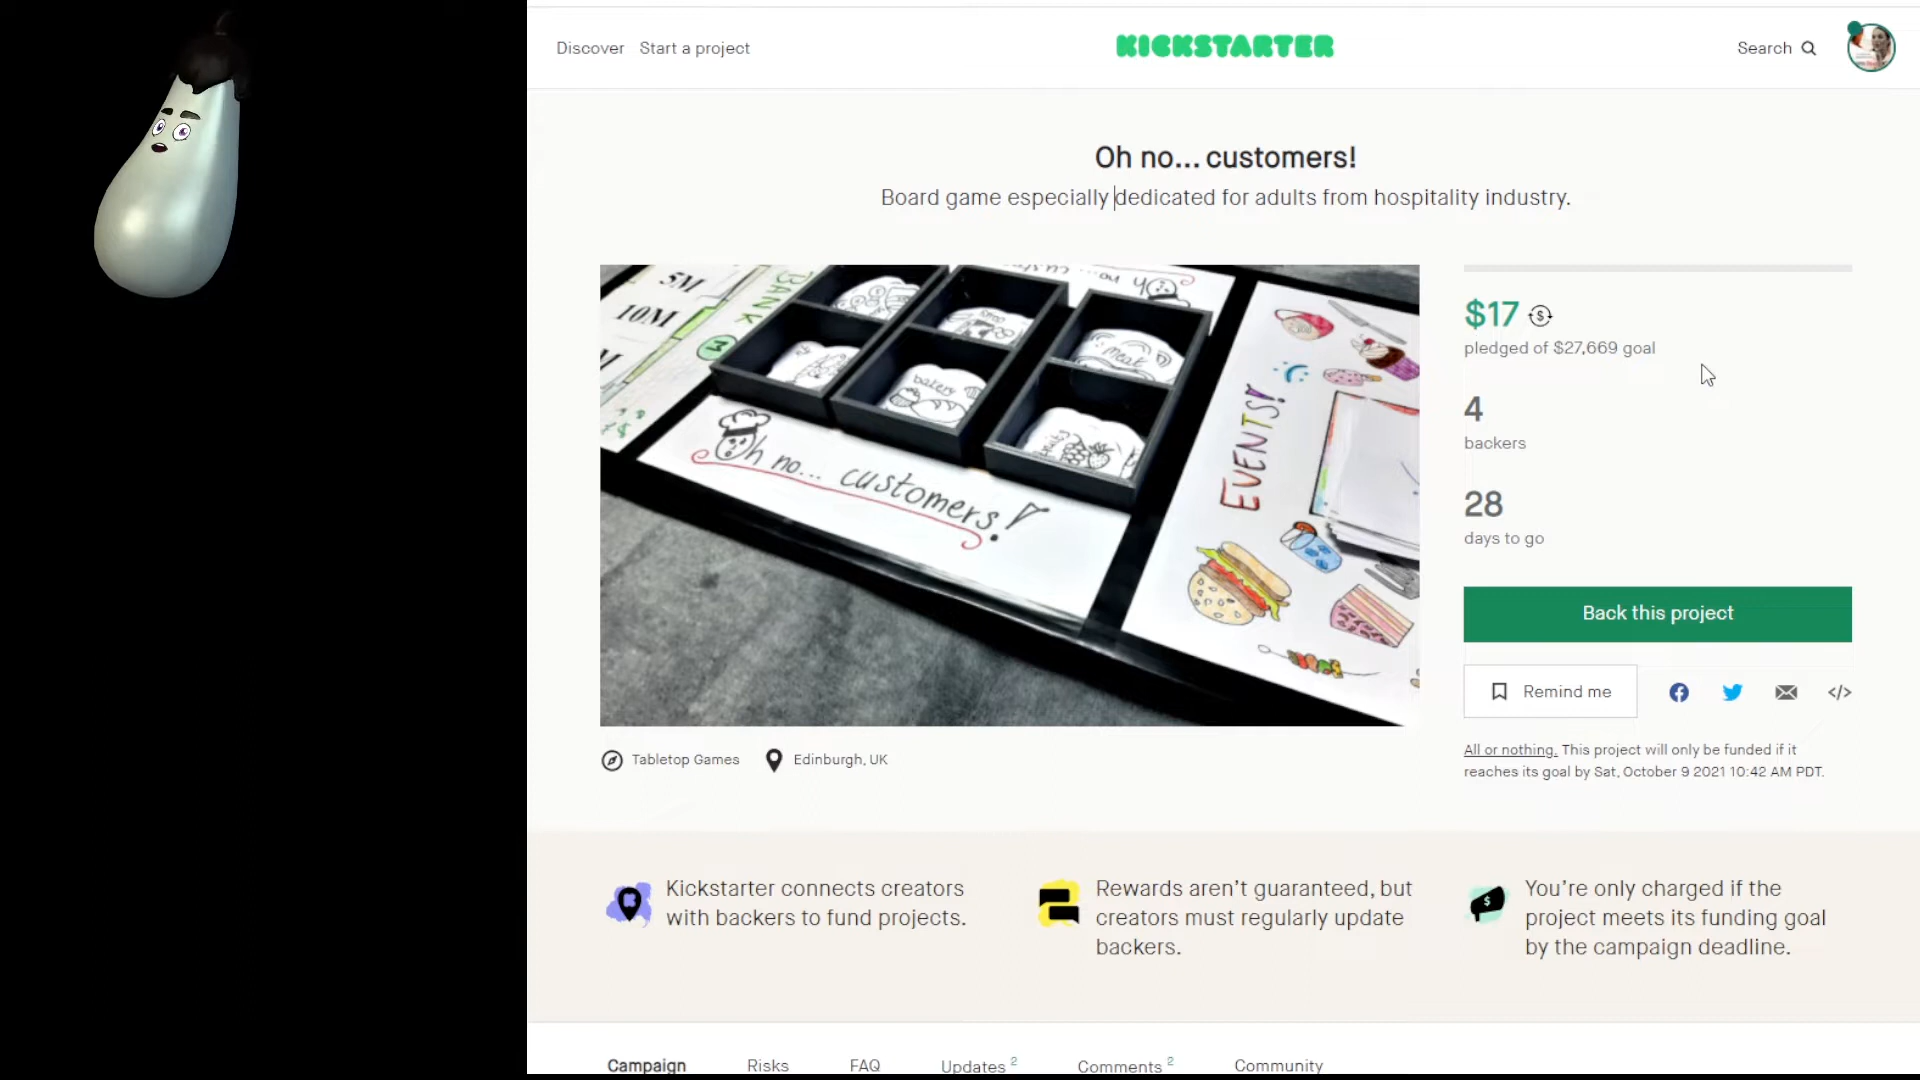 Discover Start a project
KICKSTARTER
Search
Oh no... customers!
Board game especially dedicated for adults from hospitality industry.
5M
10M
BANK
M
meat
bakery
Oh no... customers!
EVENTS!
$17
pledged of $27,669 goal
4
backers
28
days to go
Back this project
Remind me
All or nothing. This project will only be funded if it
reaches its goal by Sat, October 9 2021 10:42 AM PDT.
Tabletop Games Edinburgh, UK
Kickstarter connects creators
with backers to fund projects.
Rewards aren't guaranteed, but
creators must regularly update
backers.
You're only charged if the
project meets its funding goal
by the campaign deadline.
Campaign Risks FAQ Updates 2 Comments 2 Community